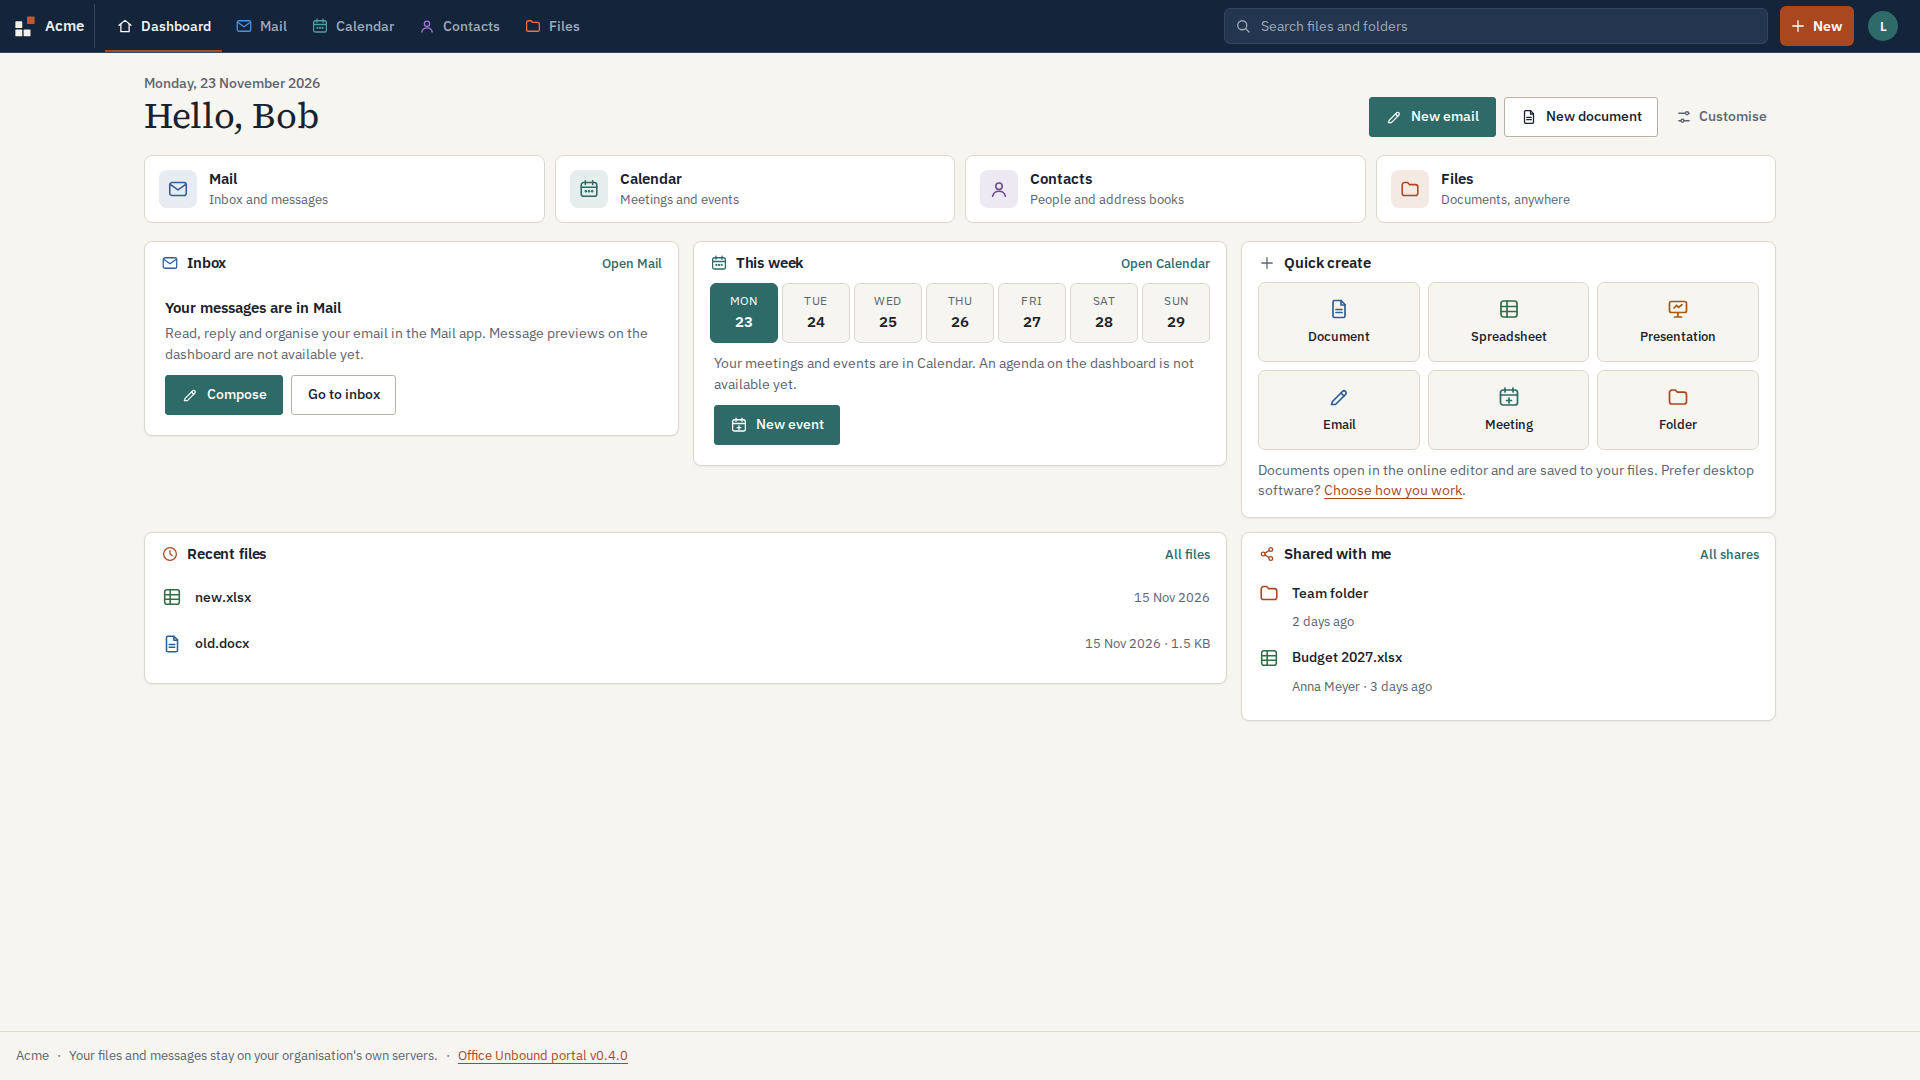 Acme
Dashboard
Mail
Calendar
Contacts
Files
Search files and folders
New
L
Monday, 23 November 2026
Hello, Bob
New email
New document
Customise
Mail
Inbox and messages
Calendar
Meetings and events
Contacts
People and address books
Files
Documents, anywhere
Inbox
Open Mail
Your messages are in Mail
Read, reply and organise your email in the Mail app. Message previews on the
dashboard are not available yet.
Compose
Go to inbox
This week
Open Calendar
MON
23
TUE
24
WED
25
THU
26
FRI
27
SAT
28
SUN
29
Your meetings and events are in Calendar. An agenda on the dashboard is not
available yet.
New event
Quick create
Document
Spreadsheet
Presentation
Email
Meeting
Folder
Documents open in the online editor and are saved to your files. Prefer desktop
software? Choose how you work.
Recent files
All files
new.xlsx
15 Nov 2026
old.docx
15 Nov 2026 · 1.5 KB
Shared with me
All shares
Team folder
2 days ago
Budget 2027.xlsx
Anna Meyer · 3 days ago
Acme · Your files and messages stay on your organisation's own servers. · Office Unbound portal v0.4.0